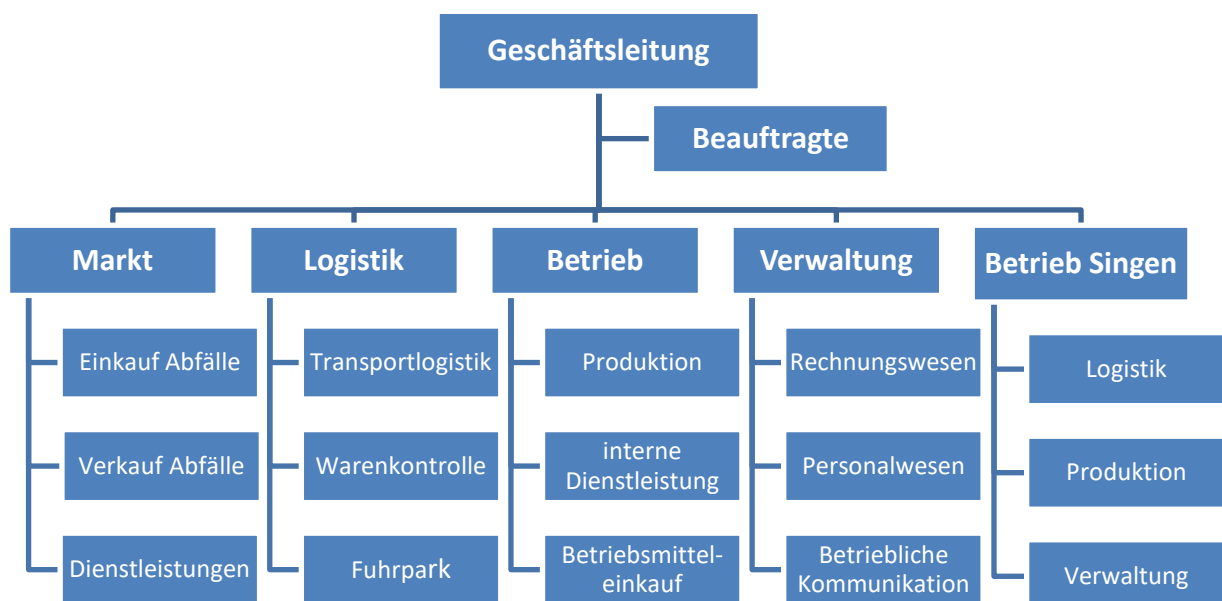 Geschäftsleitung
Beauftragte
Markt
Logistik
Betrieb
Verwaltung
Betrieb Singen
Einkauf Abfälle
Verkauf Abfälle
Dienstleistungen
Transportlogistik
Warenkontrolle
Fuhrpark
Produktion
interne
Dienstleistung
Betriebsmittel-
einkauf
Rechnungswesen
Personalwesen
Betriebliche
Kommunikation
Logistik
Produktion
Verwaltung